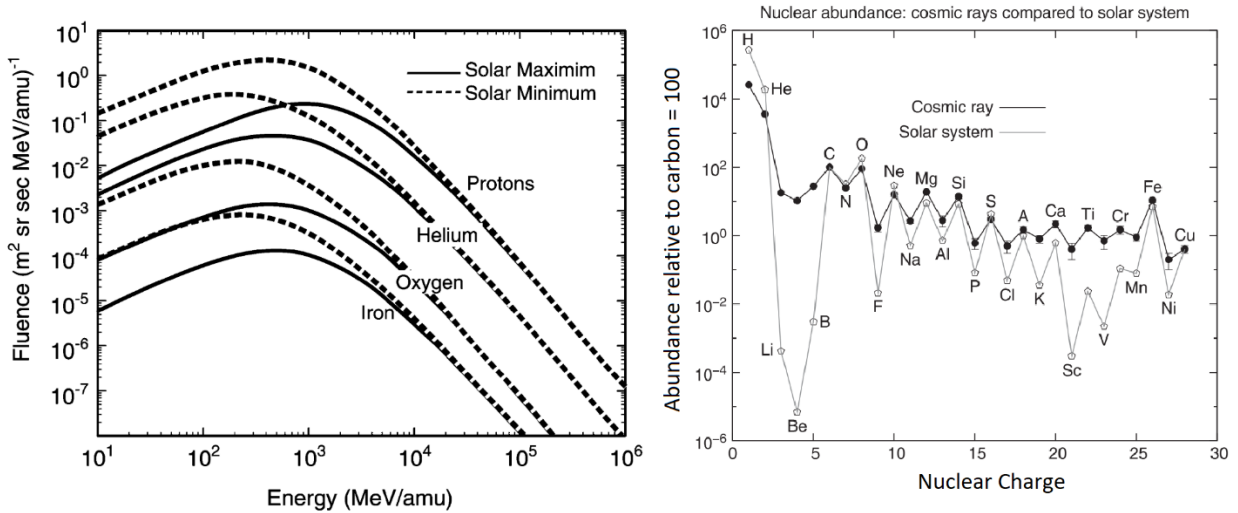 10^1
10^0
10^-1
10^-2
10^-3
10^-4
10^-5
10^-6
10^-7
Fluence (m^2 sr sec MeV/amu)^-1
Solar Maximim
Solar Minimum
Protons
Helium
Oxygen
Iron
10^1 10^2 10^3 10^4 10^5 10^6
Energy (MeV/amu)
Nuclear abundance: cosmic rays compared to solar system
10^6
10^4
10^2
10^0
10^-2
10^-4
10^-6
Abundance relative to carbon = 100
Cosmic ray
Solar system
H
He
Li
Be
B
C
N
O
F
Ne
Na
Mg
Al
Si
P
S
Cl
A
K
Ca
Sc
Ti
V
Cr
Mn
Fe
Ni
Cu
0 5 10 15 20 25 30
Nuclear Charge